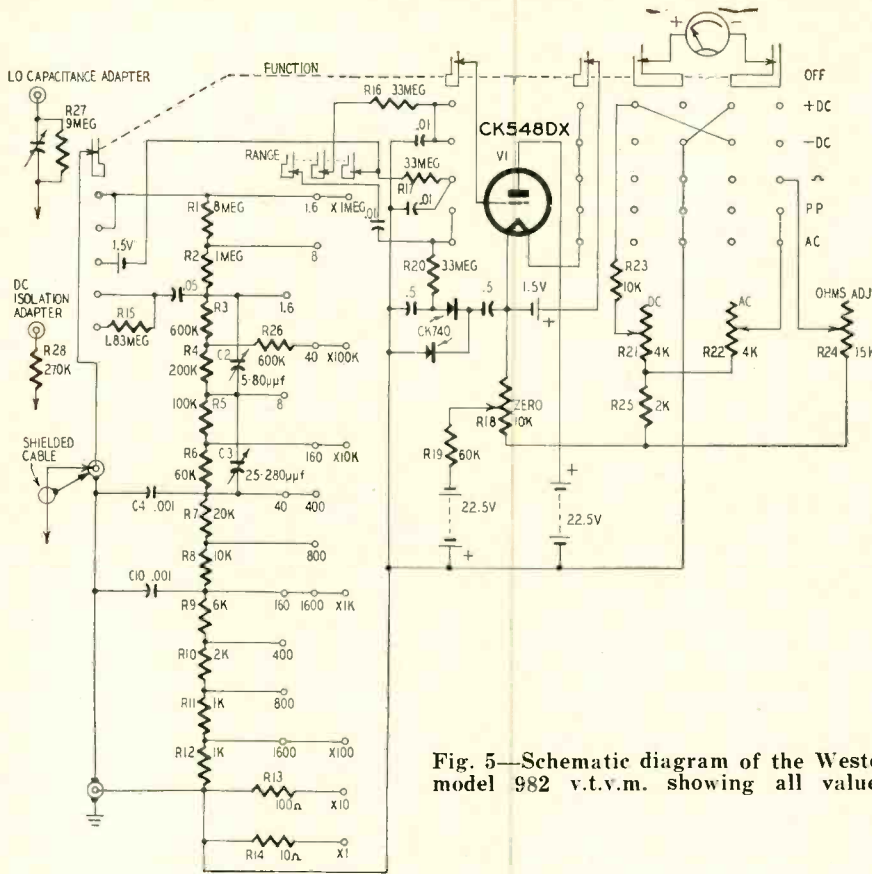 LO CAPACITANCE ADAPTER
R27
9MEG
FUNCTION
R16 33MEG
.01
CK548DX
V1
+
-
OFF
+DC
-DC
PP
AC
RANGE
33MEG
R17
.01
.01
R1 8MEG
1.6 X1MEG
R2 1MEG
8
1.5V
DC
ISOLATION
ADAPTER
R28
270K
.05
R15
1.83MEG
R3
600K
1.6
R26
600K
40 X100K
R4
200K
C2
5-80µµf
R5
100K
8
R6
60K
C3
25-280µµf
160 X10K
SHIELDED
CABLE
C4 .001
40 400
R7 20K
R8 10K
800
C10 .001
160 1600 X1K
R9 6K
R10 2K
400
R11 1K
800
R12 1K
1600 X100
R13
100Ω X10
R14 10Ω X1
R20 33MEG
.5
.5
CK740
1.5V
+
R23
10K
DC
R21 4K
AC
R22 4K
OHMS ADJ
R24 15K
R25 2K
ZERO
R18 10K
R19 60K
22.5V
+
+
22.5V
Fig. 5—Schematic diagram of the Westo
model 982 v.t.v.m. showing all value